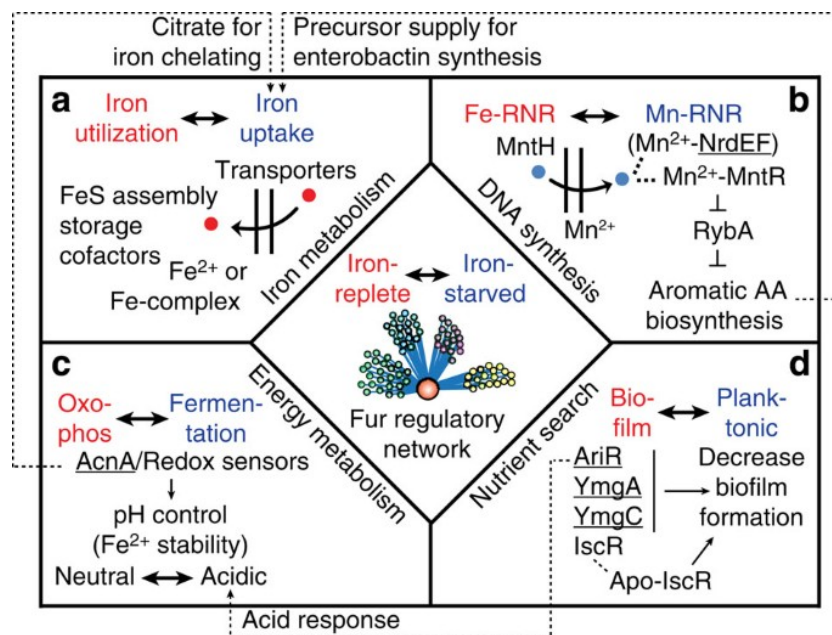 Citrate for
iron chelating
Precursor supply for
enterobactin synthesis
a
Iron
utilization
Iron
uptake
Transporters
FeS assembly
storage
cofactors
Fe²⁺ or
Fe-complex
Iron metabolism
b
Fe-RNR
Mn-RNR
(Mn²⁺-NrdEF)
MntH
Mn²⁺-MntR
Mn²⁺
RybA
Aromatic AA
biosynthesis
DNA synthesis
Iron-
replete
Iron-
starved
Fur regulatory
network
c
Oxo-
phos
Fermen-
tation
AcnA/Redox sensors
pH control
(Fe²⁺ stability)
Neutral
Acidic
Energy metabolism
Acid response
d
Bio-
film
Plank-
tonic
AriR
YmgA
YmgC
IscR
Decrease
biofilm
formation
Apo-IscR
Nutrient search